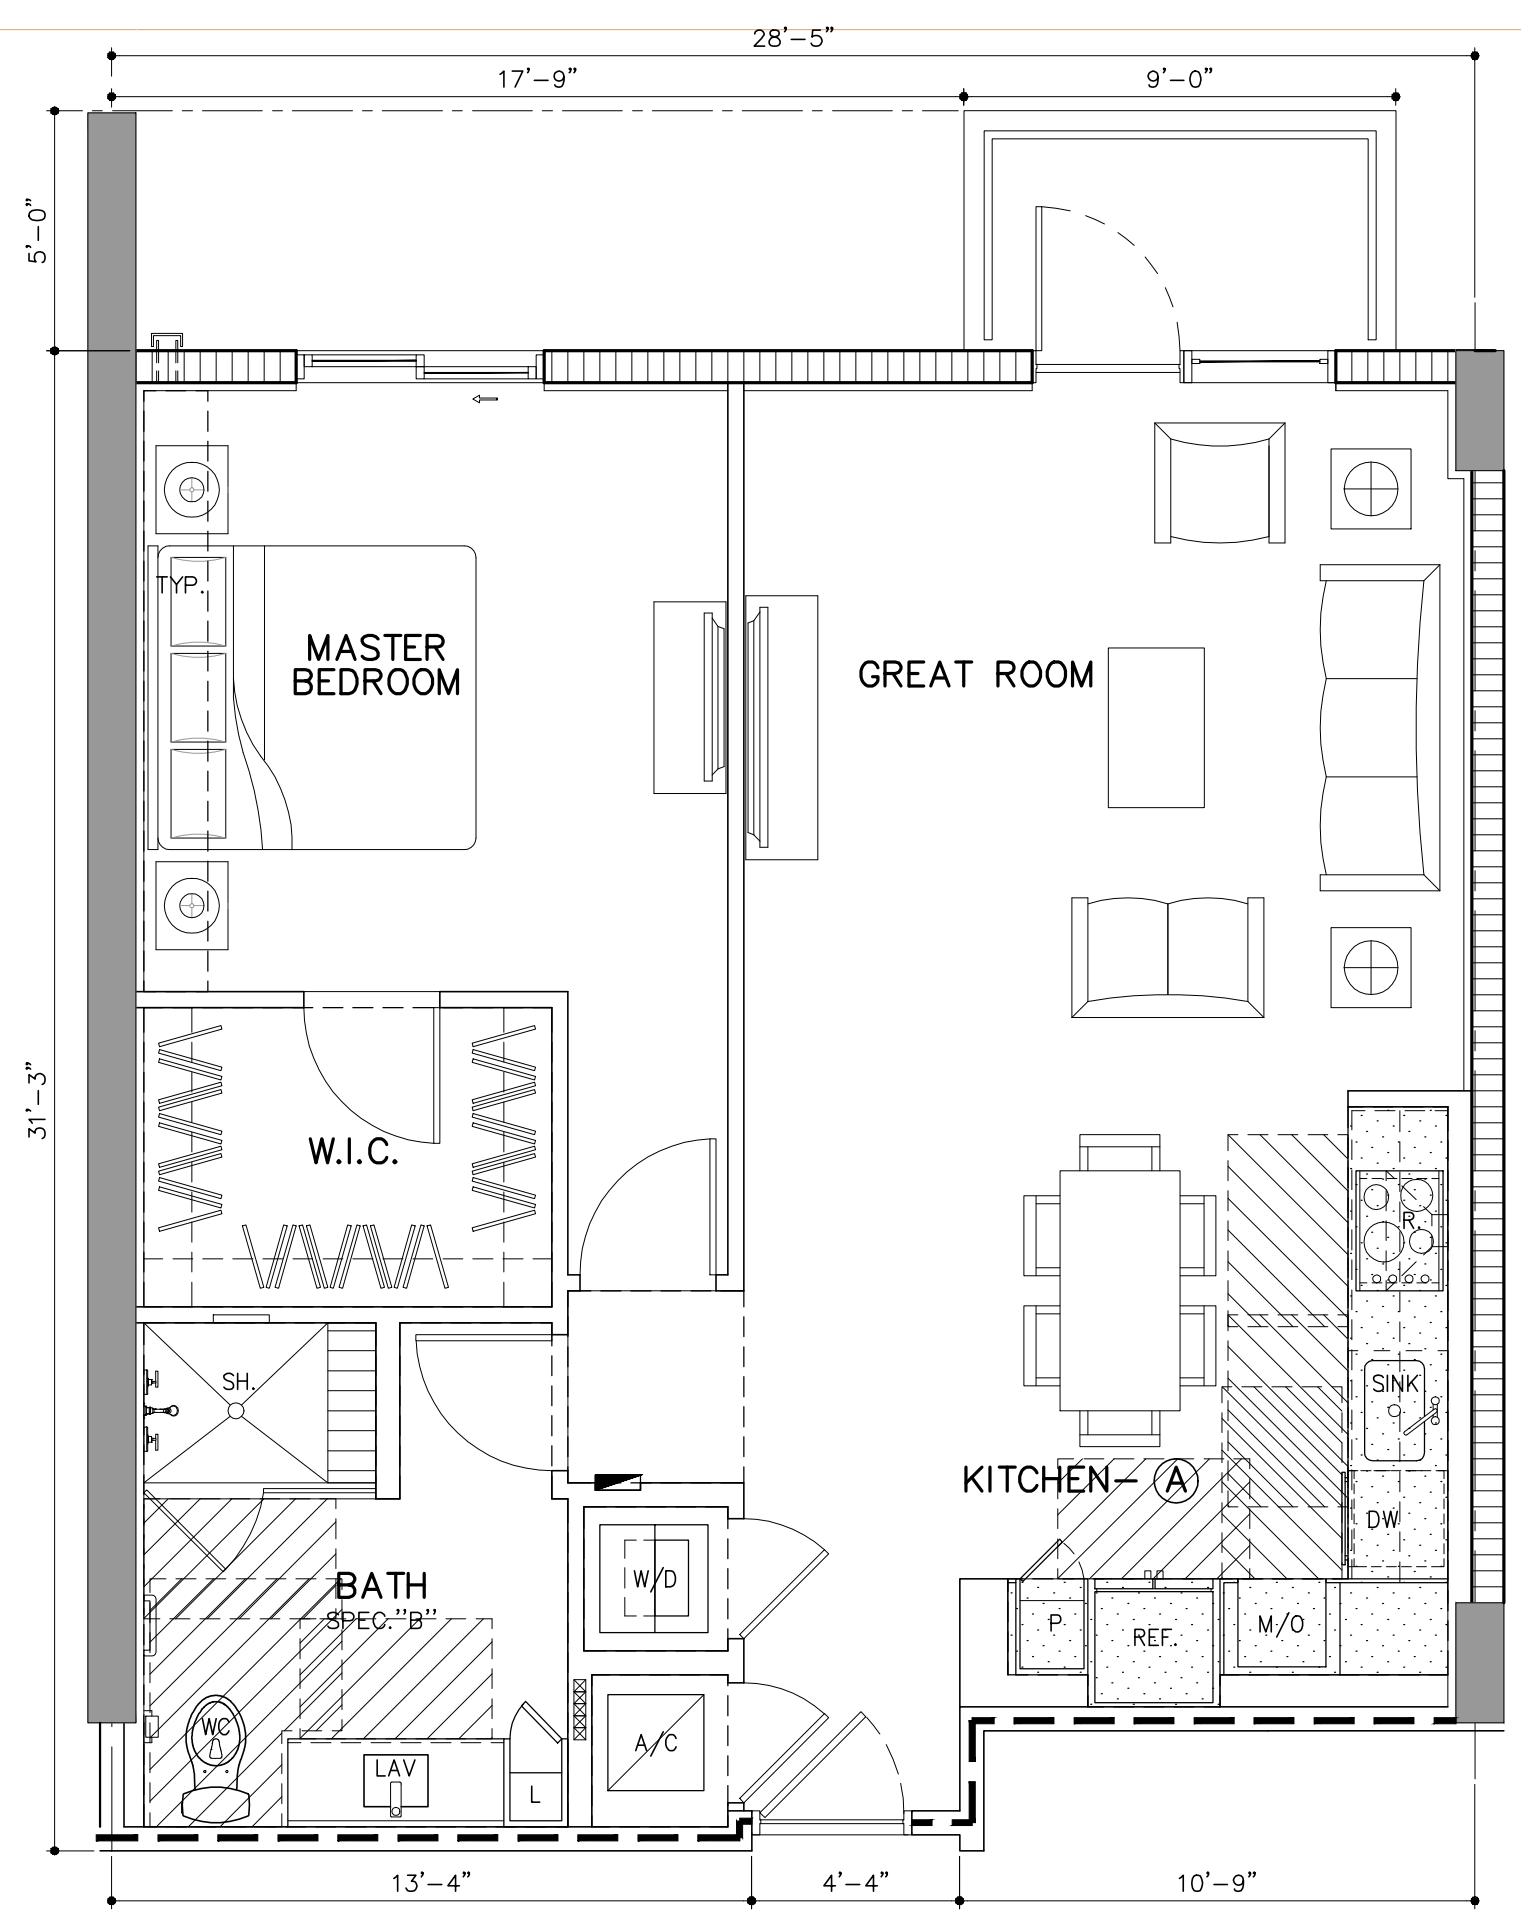 28'-5"
17'-9"
9'-0"
5'-0"
TYP.
MASTER
BEDROOM
GREAT ROOM
31'-3"
W.I.C.
R.
SH.
SINK
KITCHEN- A
DW
BATH
SPEC."B"
W/D
P
REF.
M/O
WC
A/C
LAV
L
13'-4"
4'-4"
10'-9"